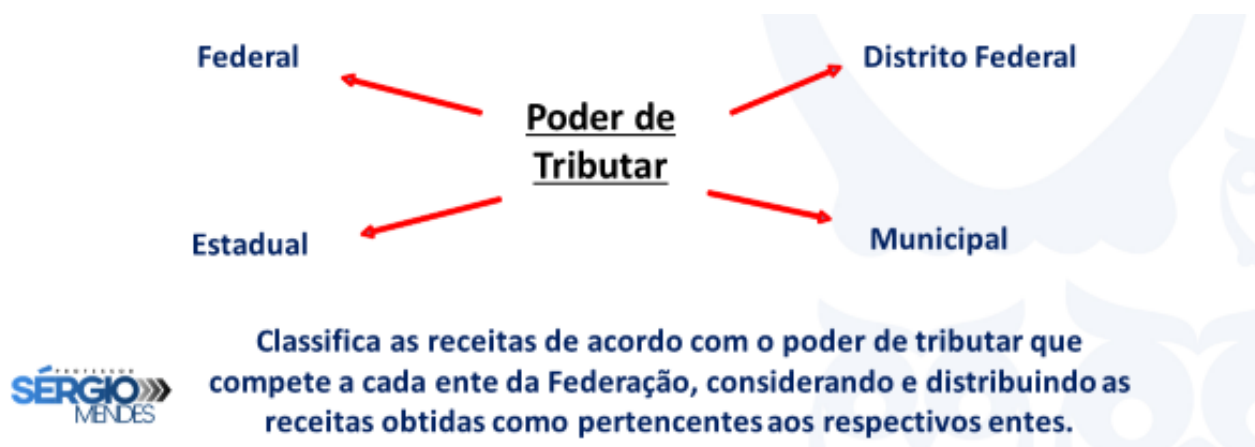 Federal
Distrito Federal
Poder de
Tributar
Estadual
Municipal
Classifica as receitas de acordo com o poder de tributar que
compete a cada ente da Federação, considerando e distribuindo as
receitas obtidas como pertencentes aos respectivos entes.
PROFESSOR
SÉRGIO
MENDES